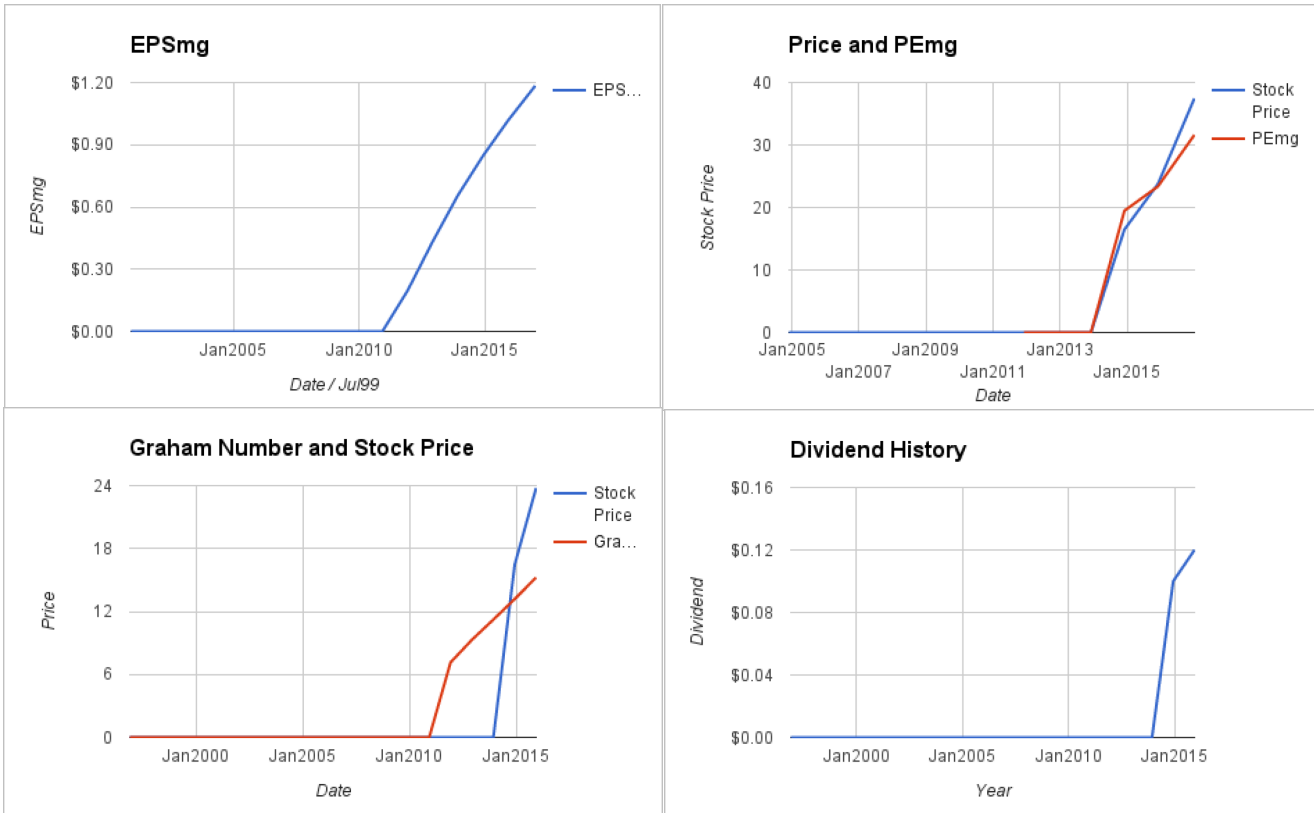 EPSmg
$1.20
$0.90
$0.60
$0.30
$0.00
EPSmg
Jan2005
Jan2010
Jan2015
Date / Jul99
EPS...
Price and PEmg
40
30
20
10
0
Stock Price
Jan2005
Jan2007
Jan2009
Jan2011
Jan2013
Jan2015
Date
Stock
Price
PEmg
Graham Number and Stock Price
24
18
12
6
0
Price
Jan2000
Jan2005
Jan2010
Jan2015
Date
Stock
Price
Gra...
Dividend History
$0.16
$0.12
$0.08
$0.04
$0.00
Dividend
Jan2000
Jan2005
Jan2010
Jan2015
Year